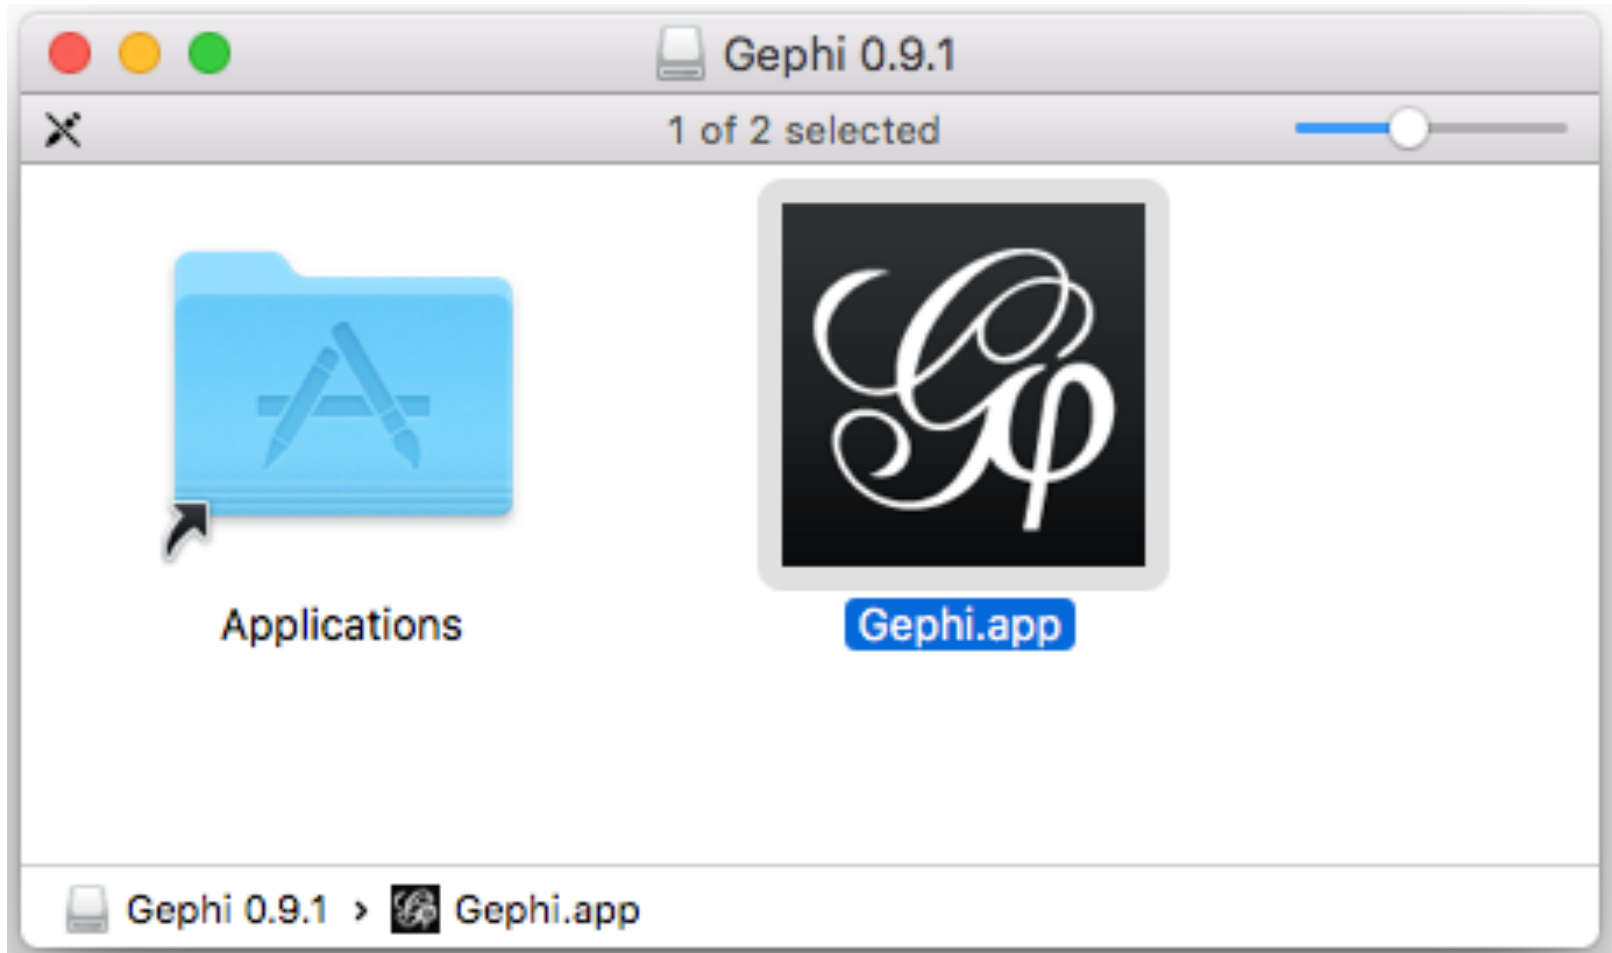 Gephi 0.9.1
1 of 2 selected
Applications
Gephi.app
Gephi 0.9.1 › Gephi.app